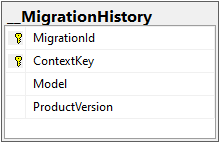 __MigrationHistory
MigrationId
ContextKey
Model
ProductVersion